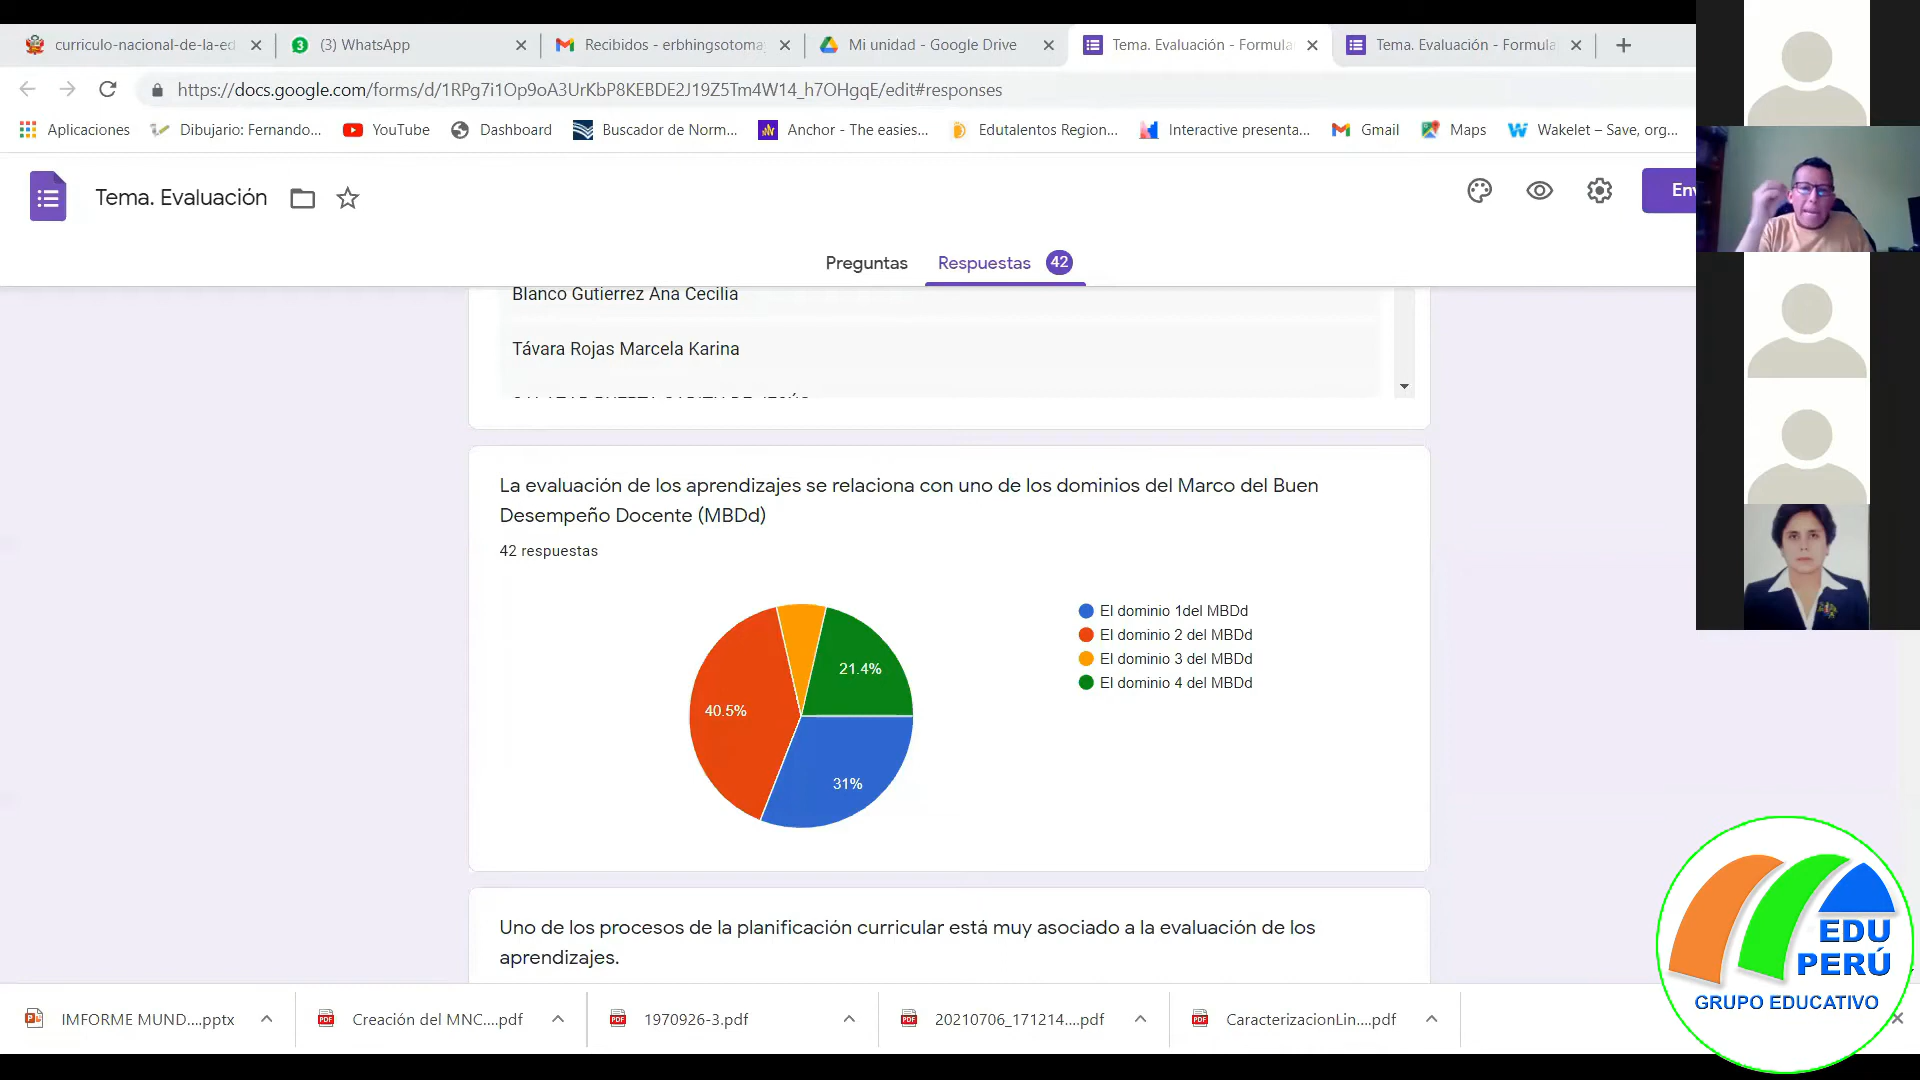 curriculo-nacional-de-la-ed
3
(3) WhatsApp
Recibidos - erbhingsotoma
Mi unidad - Google Drive
Tema. Evaluación - Formula
Tema. Evaluación - Formula
https://docs.google.com/forms/d/1RPg7i1Op9oA3UrKbP8KEBDE2J19Z5Tm4W14_h7OHgqE/edit#responses
Aplicaciones
Dibujario: Fernando...
YouTube
Dashboard
Buscador de Norm...
Anchor - The easies...
Edutalentos Region...
Interactive presenta...
Gmail
Maps
Wakelet – Save, org...
Tema. Evaluación
Env
Preguntas
Respuestas
42
Blanco Gutierrez Ana Cecilia
Távara Rojas Marcela Karina
La evaluación de los aprendizajes se relaciona con uno de los dominios del Marco del Buen
Desempeño Docente (MBDd)
42 respuestas
El dominio 1del MBDd
El dominio 2 del MBDd
El dominio 3 del MBDd
El dominio 4 del MBDd
21.4%
40.5%
31%
Uno de los procesos de la planificación curricular está muy asociado a la evaluación de los
aprendizajes.
EDU
PERÚ
GRUPO EDUCATIVO
IMFORME MUND....pptx
Creación del MNC....pdf
1970926-3.pdf
20210706_171214....pdf
CaracterizacionLin....pdf